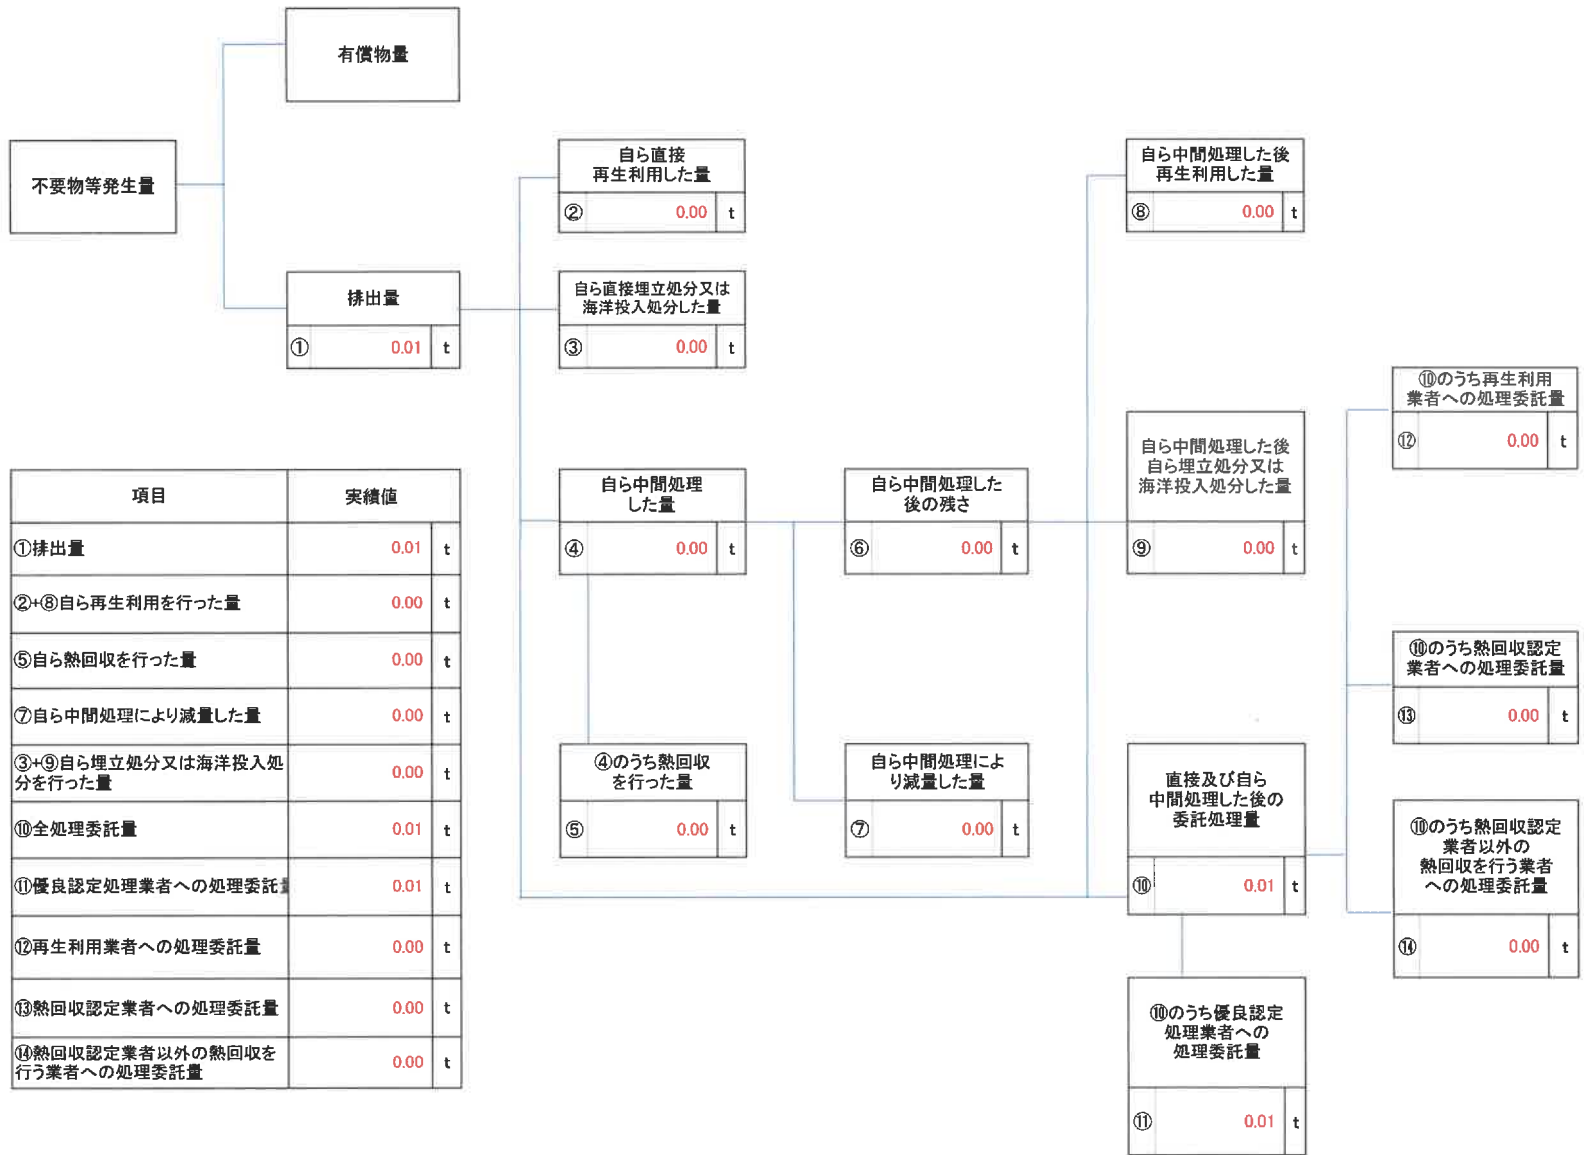 有償物量
不要物等発生量
排出量
① 0.01 t
自ら直接
再生利用した量
② 0.00 t
自ら直接埋立処分又は
海洋投入処分した量
③ 0.00 t
自ら中間処理
した量
④ 0.00 t
④のうち熱回収
を行った量
⑤ 0.00 t
自ら中間処理した
後の残さ
⑥ 0.00 t
自ら中間処理によ
り減量した量
⑦ 0.00 t
自ら中間処理した後
再生利用した量
⑧ 0.00 t
自ら中間処理した後
自ら埋立処分又は
海洋投入処分した量
⑨ 0.00 t
直接及び自ら
中間処理した後の
委託処理量
⑩ 0.01 t
⑩のうち優良認定
処理業者への
処理委託量
⑪ 0.01 t
⑩のうち再生利用
業者への処理委託量
⑫ 0.00 t
⑩のうち熱回収認定
業者への処理委託量
⑬ 0.00 t
⑩のうち熱回収認定
業者以外の
熱回収を行う業者
への処理委託量
⑭ 0.00 t
項目 実績値
①排出量 0.01 t
②+⑧自ら再生利用を行った量 0.00 t
⑤自ら熱回収を行った量 0.00 t
⑦自ら中間処理により減量した量 0.00 t
③+⑨自ら埋立処分又は海洋投入処
分を行った量 0.00 t
⑩全処理委託量 0.01 t
⑪優良認定処理業者への処理委託量 0.01 t
⑫再生利用業者への処理委託量 0.00 t
⑬熱回収認定業者への処理委託量 0.00 t
⑭熱回収認定業者以外の熱回収を
行う業者への処理委託量 0.00 t